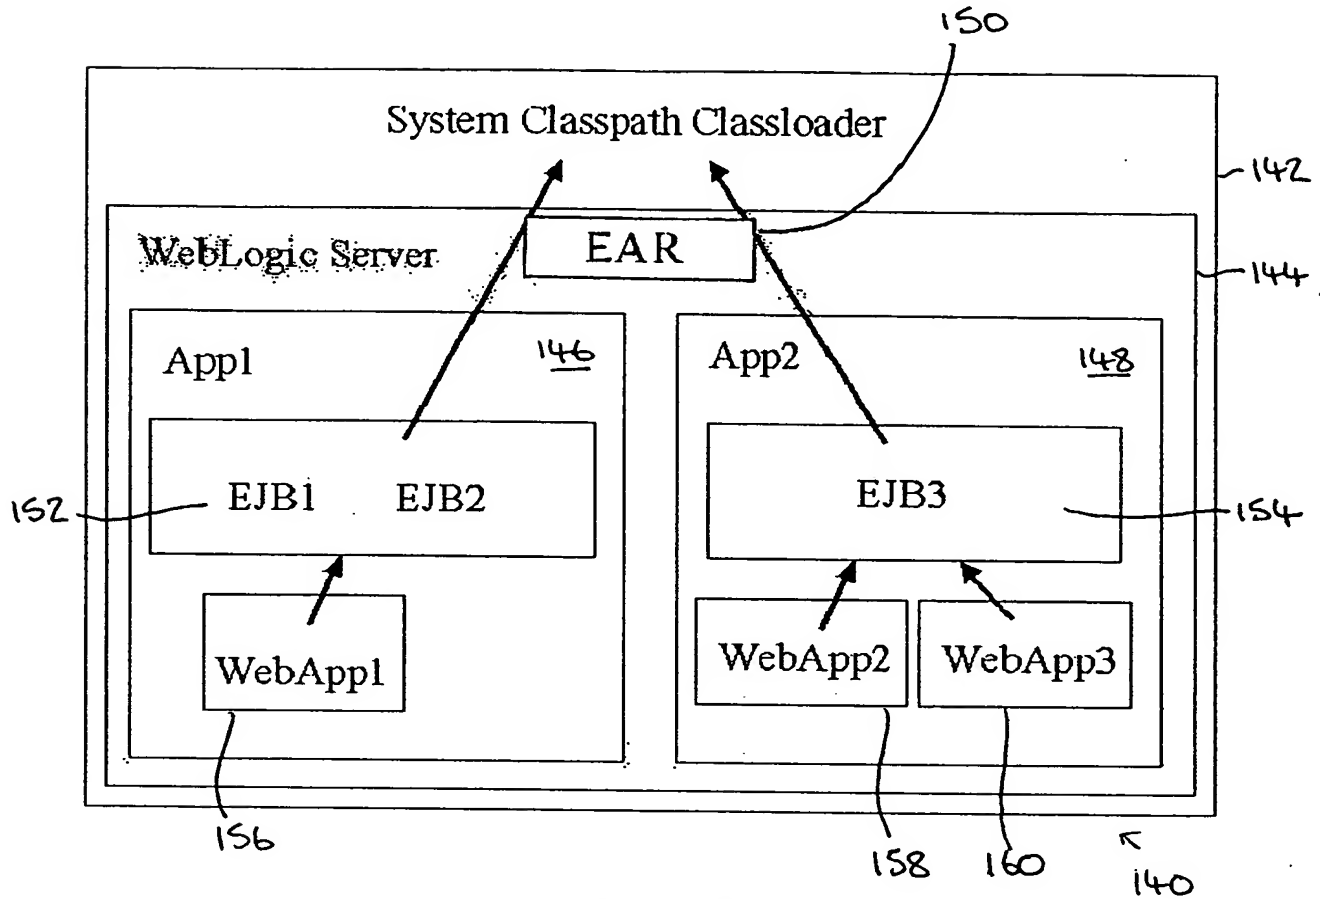 150
System Classpath Classloader
142
WebLogic Server
EAR
144
App1
146
App2
148
EJB1
EJB2
EJB3
152
154
WebApp1
WebApp2
WebApp3
156
158
160
140